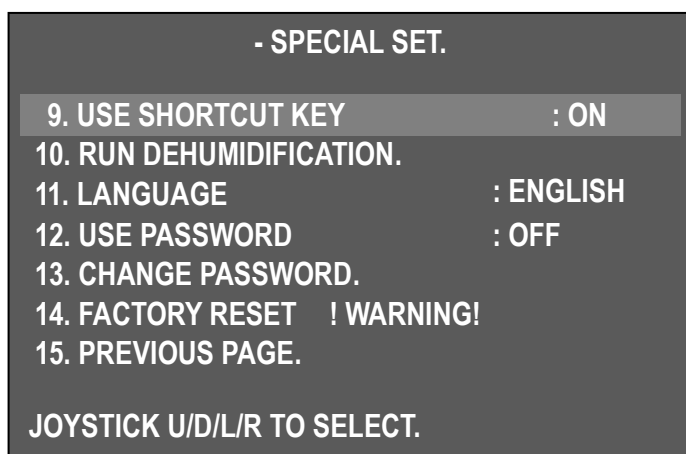 - SPECIAL SET.
9. USE SHORTCUT KEY : ON
10. RUN DEHUMIDIFICATION.
11. LANGUAGE : ENGLISH
12. USE PASSWORD : OFF
13. CHANGE PASSWORD.
14. FACTORY RESET ! WARNING!
15. PREVIOUS PAGE.
JOYSTICK U/D/L/R TO SELECT.